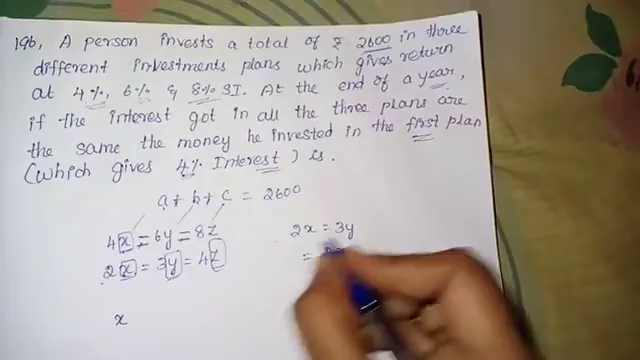 196, A person invests a total of ₹ 2600 in three
different investments plans which gives return
at 4%, 6% & 8% SI. At the end of a year,
if the interest got in all the three plans are
the same the money he invested in the first plan
(which gives 4% Interest) is.
a + b + c = 2600
4x = 6y = 8z
2x = 3y = 4z
2x = 3y
=
x